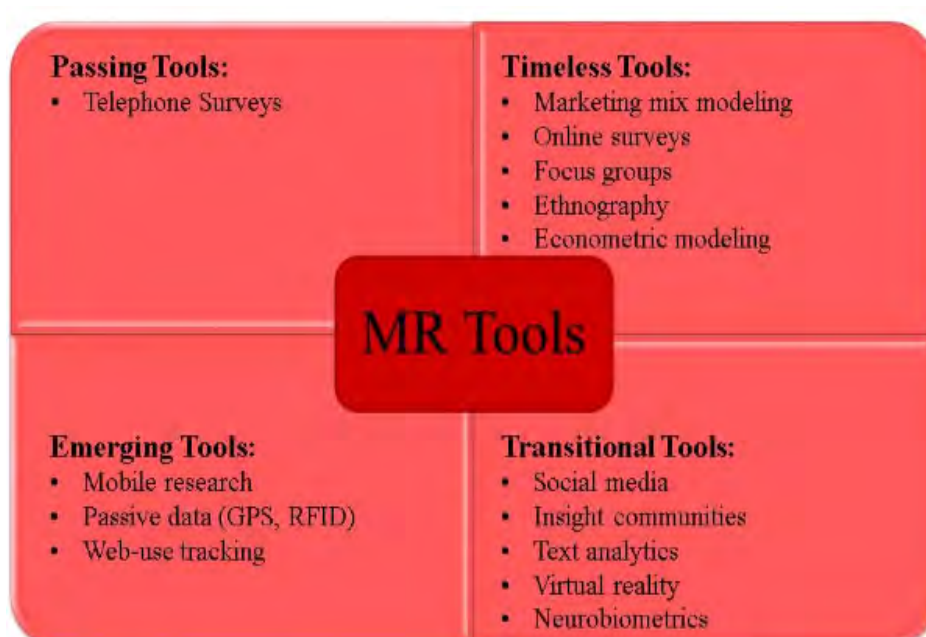 Passing Tools:
• Telephone Surveys
Timeless Tools:
• Marketing mix modeling
• Online surveys
• Focus groups
• Ethnography
• Econometric modeling
MR Tools
Emerging Tools:
• Mobile research
• Passive data (GPS, RFID)
• Web-use tracking
Transitional Tools:
• Social media
• Insight communities
• Text analytics
• Virtual reality
• Neurobiometrics